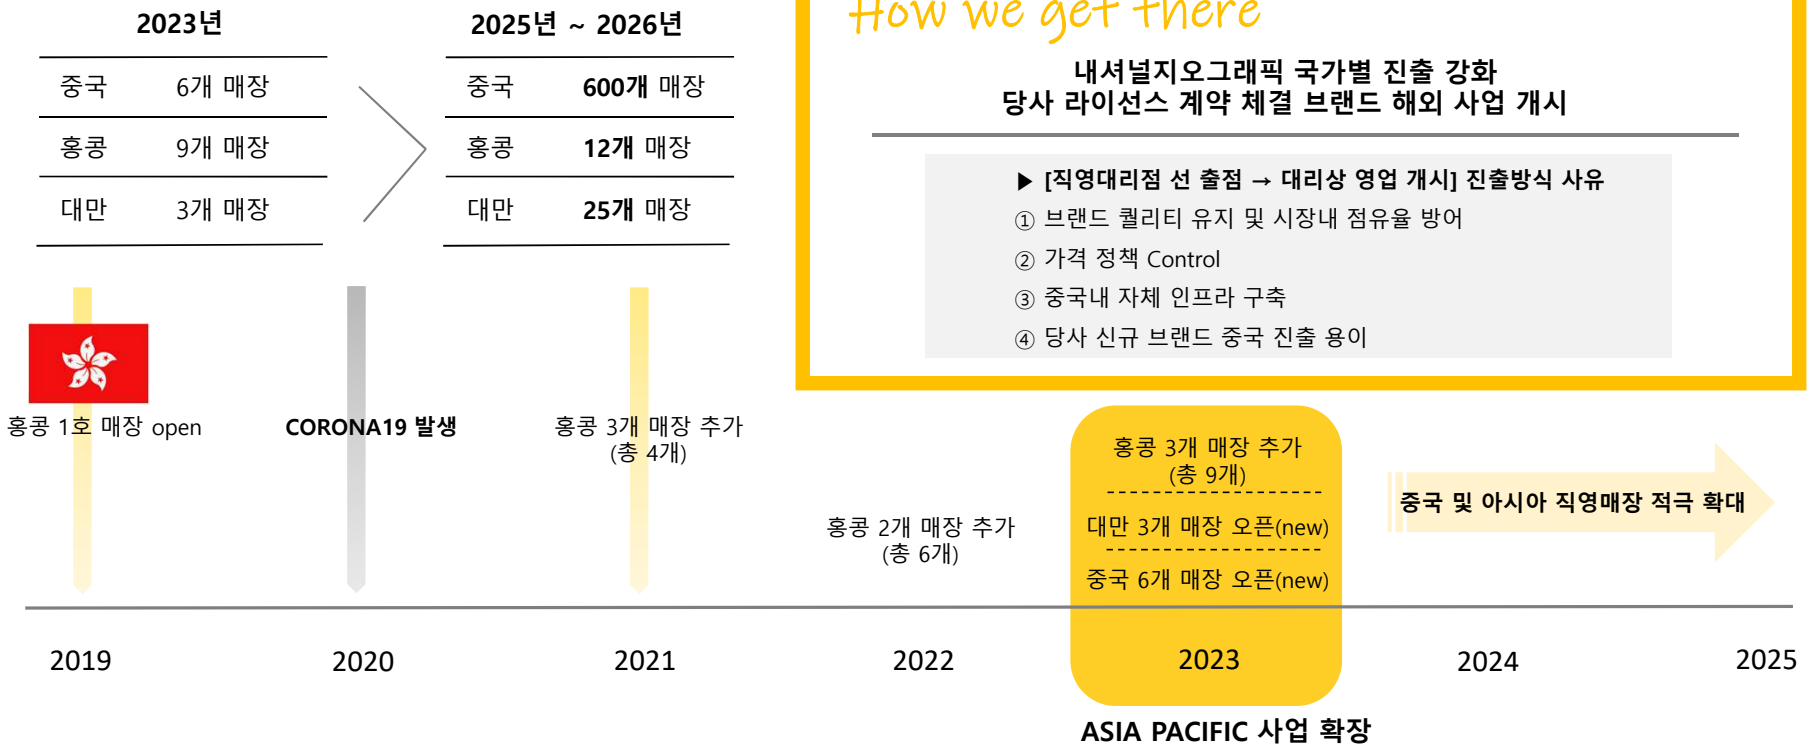 2023년
중국 6개 매장
홍콩 9개 매장
대만 3개 매장
2025년 ~ 2026년
중국 600개 매장
홍콩 12개 매장
대만 25개 매장
How we get there
내셔널지오그래픽 국가별 진출 강화
당사 라이선스 계약 체결 브랜드 해외 사업 개시
▶ [직영대리점 선 출점 → 대리상 영업 개시] 진출방식 사유
① 브랜드 퀄리티 유지 및 시장내 점유율 방어
② 가격 정책 Control
③ 중국내 자체 인프라 구축
④ 당사 신규 브랜드 중국 진출 용이
홍콩 1호 매장 open
CORONA19 발생
홍콩 3개 매장 추가
(총 4개)
홍콩 2개 매장 추가
(총 6개)
홍콩 3개 매장 추가
(총 9개)
대만 3개 매장 오픈(new)
중국 6개 매장 오픈(new)
중국 및 아시아 직영매장 적극 확대
2019
2020
2021
2022
2023
2024
2025
ASIA PACIFIC 사업 확장